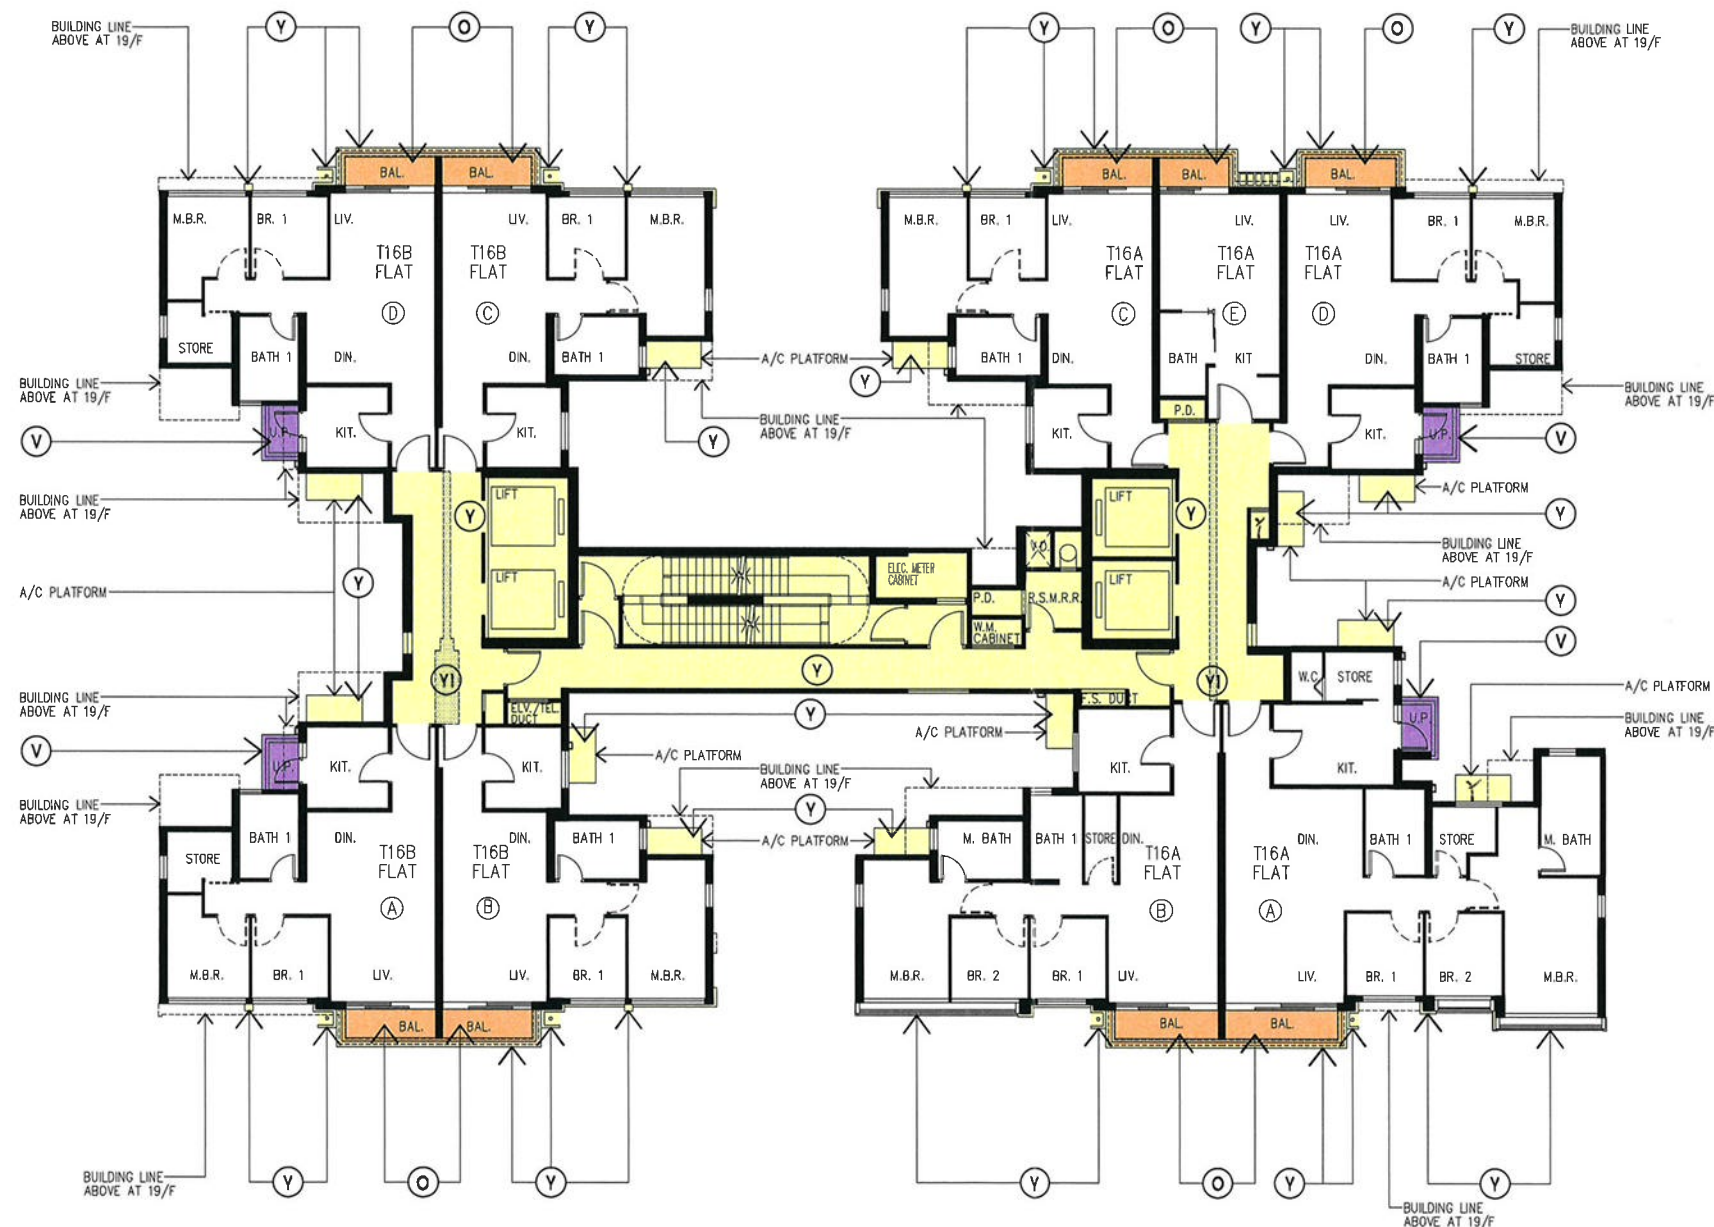 BUILDING LINE
ABOVE AT 19/F
Y
O
Y
Y
O
Y
O
Y
BUILDING LINE
ABOVE AT 19/F
BAL.
BAL.
BAL.
BAL.
BAL.
M.B.R.
BR. 1
LIV.
LIV.
BR. 1
M.B.R.
M.B.R.
BR. 1
LIV.
LIV.
LIV.
BR. 1
M.B.R.
T16B
FLAT
D
T16B
FLAT
C
T16A
FLAT
C
T16A
FLAT
E
T16A
FLAT
D
STORE
BATH 1
DIN.
DIN.
BATH 1
A/C PLATFORM
Y
BATH 1
DIN.
BATH
KIT
DIN.
BATH 1
STORE
BUILDING LINE
ABOVE AT 19/F
BUILDING LINE
ABOVE AT 19/F
V
U.P.
KIT.
KIT.
Y
BUILDING LINE
ABOVE AT 19/F
KIT.
P.D.
KIT.
U.P.
V
BUILDING LINE
ABOVE AT 19/F
LIFT
Y
LIFT
Y
Y
A/C PLATFORM
Y
BUILDING LINE
ABOVE AT 19/F
A/C PLATFORM
Y
LIFT
ELEC. METER
CABINET
P.D.
R.S.M.R.R.
LIFT
A/C PLATFORM
Y
W.M.
CABINET
Y
V
BUILDING LINE
ABOVE AT 19/F
Y1
ELV./TEL.
DUCT
F.S. DUCT
Y1
W.C.
STORE
A/C PLATFORM
BUILDING LINE
ABOVE AT 19/F
V
U.P.
KIT.
KIT.
Y
A/C PLATFORM
A/C PLATFORM
U.P.
KIT.
KIT.
Y
BUILDING LINE
ABOVE AT 19/F
BUILDING LINE
ABOVE AT 19/F
Y
A/C PLATFORM
STORE
BATH 1
DIN.
DIN.
BATH 1
M. BATH
BATH 1
STORE
DIN.
DIN.
BATH 1
STORE
M. BATH
T16B
FLAT
A
T16B
FLAT
B
T16A
FLAT
B
T16A
FLAT
A
M.B.R.
BR. 1
LIV.
LIV.
BR. 1
M.B.R.
M.B.R.
BR. 2
BR. 1
LIV.
LIV.
BR. 1
BR. 2
M.B.R.
BAL.
BAL.
BAL.
BAL.
BUILDING LINE
ABOVE AT 19/F
Y
O
Y
Y
O
Y
Y
BUILDING LINE
ABOVE AT 19/F